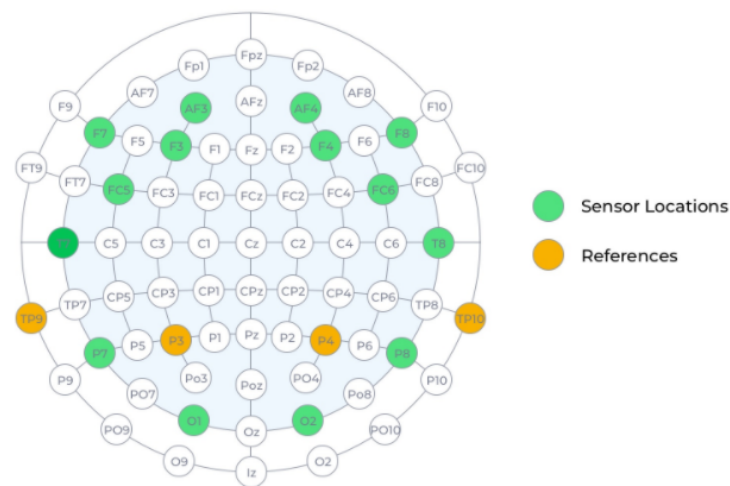 Fpz
Fp1 Fp2
AF7 AF8
F9 AF3 AFz AF4 F10
F7 F8
F5 F3 F1 Fz F2 F4 F6
FT9 FC10
FT7 FC5 FC3 FC1 FCz FC2 FC4 FC6 FC8
Sensor Locations
C5 C3 C1 Cz C2 C4 C6 T8
References
TP7 CP5 CP3 CP1 CPz CP2 CP4 CP6 TP8
TP9 TP10
P7 P5 P3 P1 Pz P2 P4 P6 P8
P9 Po3 Poz PO4 P10
PO7 Po8
PO9 O1 Oz O2 PO10
O9 Iz O2